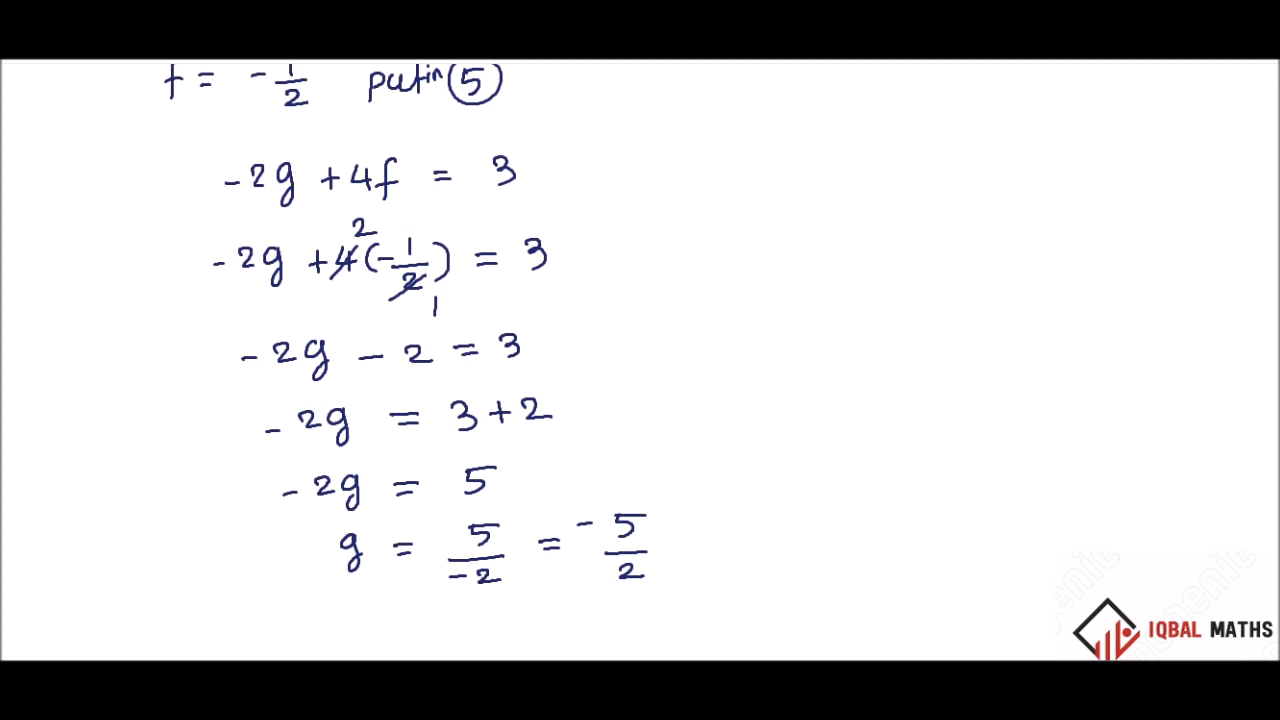 f = -1/2 put in (5)
-2g + 4f = 3
-2g + 4(-1/2) = 3
2
1
-2g - 2 = 3
-2g = 3 + 2
-2g = 5
g = 5/-2 = -5/2
IQBAL MATHS